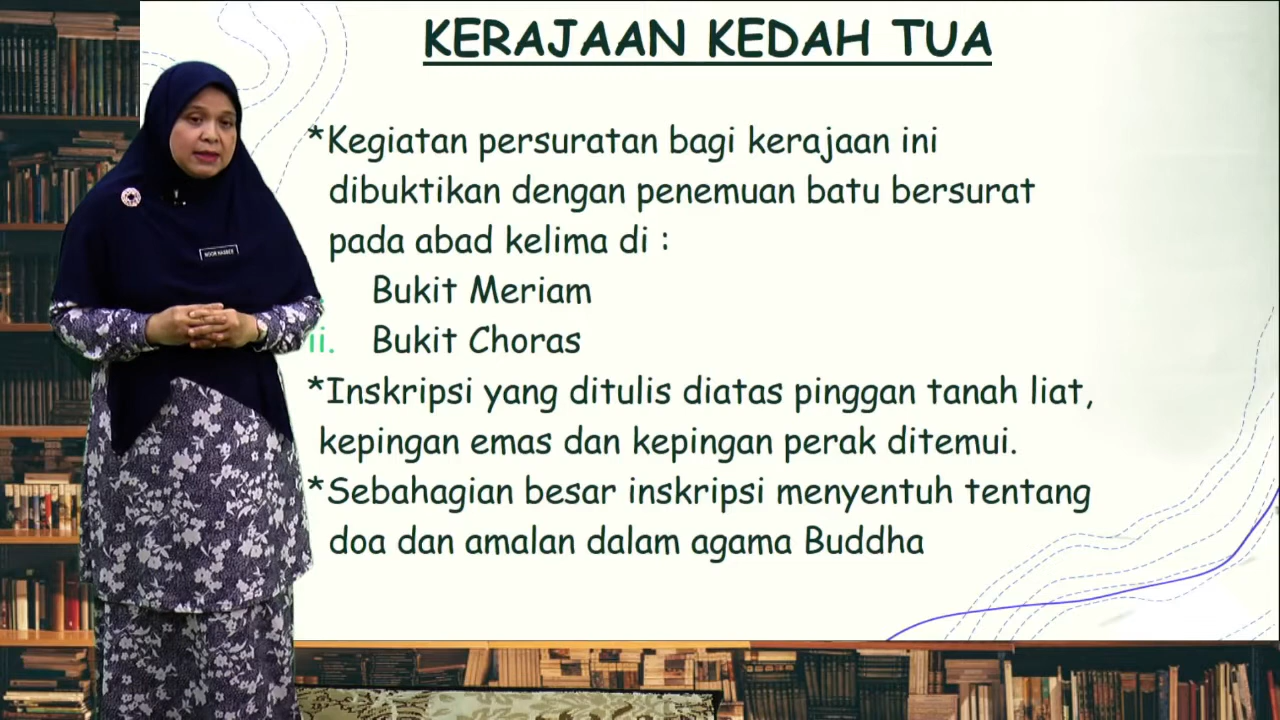 KERAJAAN KEDAH TUA
*Kegiatan persuratan bagi kerajaan ini
dibuktikan dengan penemuan batu bersurat
pada abad kelima di :
Bukit Meriam
ii. Bukit Choras
*Inskripsi yang ditulis diatas pinggan tanah liat,
kepingan emas dan kepingan perak ditemui.
*Sebahagian besar inskripsi menyentuh tentang
doa dan amalan dalam agama Buddha